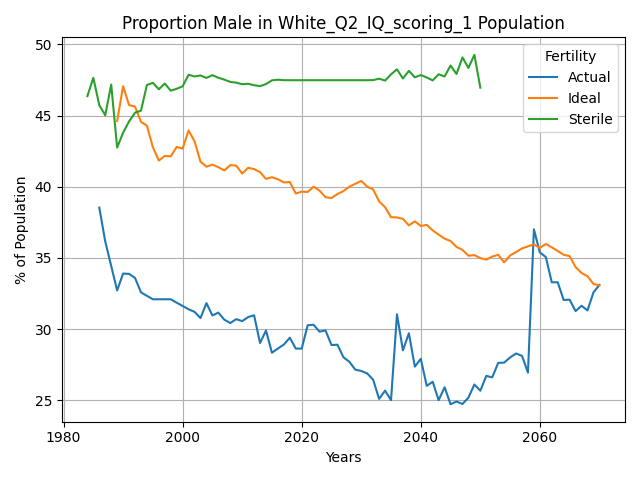 Proportion Male in White_Q2_IQ_scoring_1 Population
50
45
40
35
30
25
% of Population
1980
2000
2020
2040
2060
Years
Fertility
Actual
Ideal
Sterile